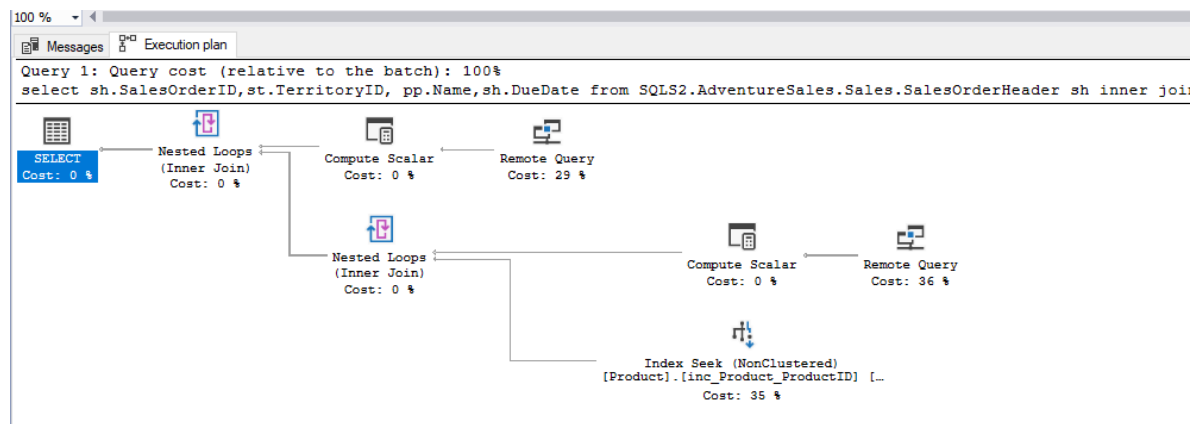 100 %
Messages Execution plan
Query 1: Query cost (relative to the batch): 100%
select sh.SalesOrderID,st.TerritoryID, pp.Name,sh.DueDate from SQLS2.AdventureSales.Sales.SalesOrderHeader sh inner join
SELECT
Cost: 0 %
Nested Loops
(Inner Join)
Cost: 0 %
Compute Scalar
Cost: 0 %
Remote Query
Cost: 29 %
Nested Loops
(Inner Join)
Cost: 0 %
Compute Scalar
Cost: 0 %
Remote Query
Cost: 36 %
Index Seek (NonClustered)
[Product].[inc_Product_ProductID] […
Cost: 35 %